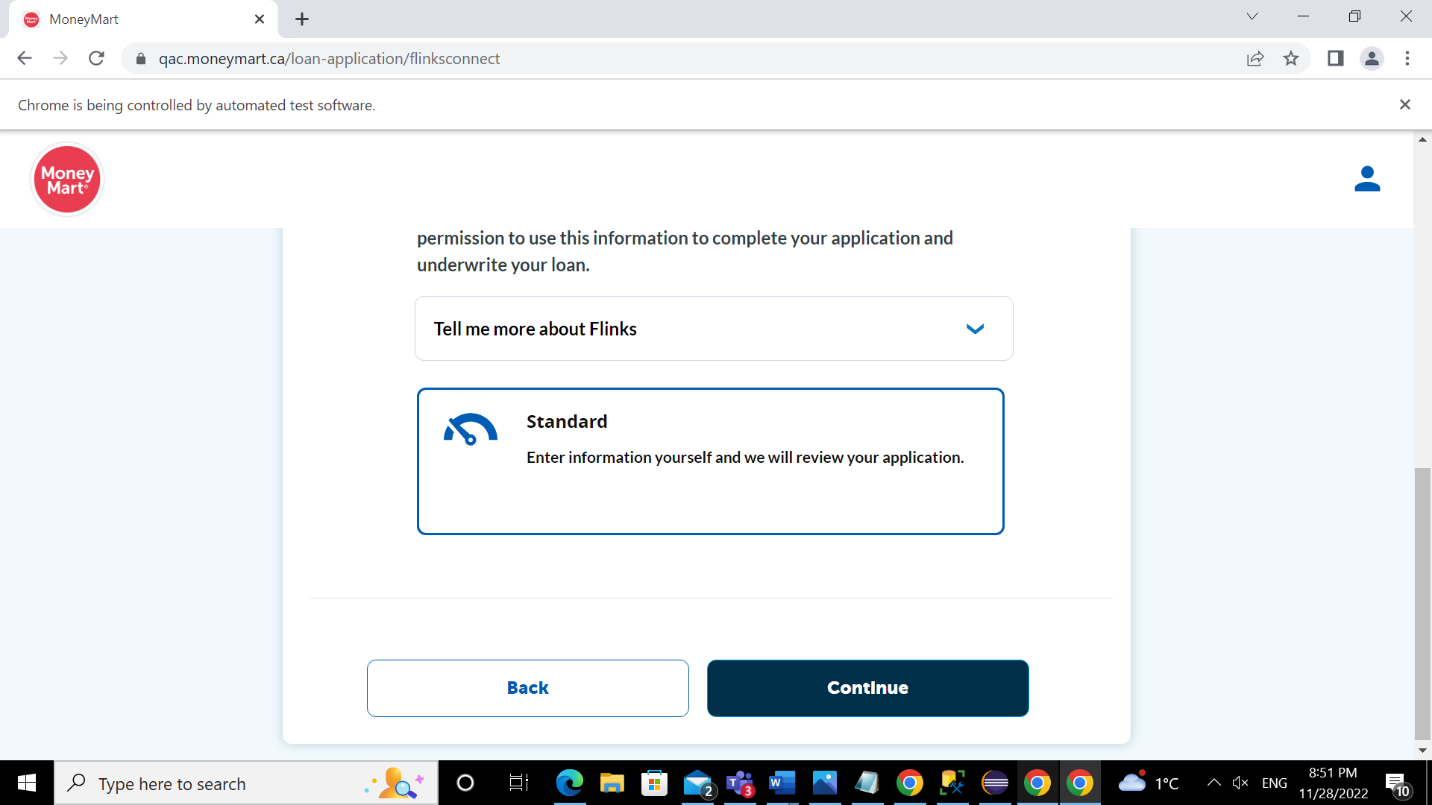 MoneyMart
qac.moneymart.ca/loan-application/flinksconnect
Chrome is being controlled by automated test software.
Money
Mart
permission to use this information to complete your application and
underwrite your loan.
Tell me more about Flinks
Standard
Enter information yourself and we will review your application.
Back
Continue
Type here to search
2
3
1°C
ENG
8:51 PM
11/28/2022
10